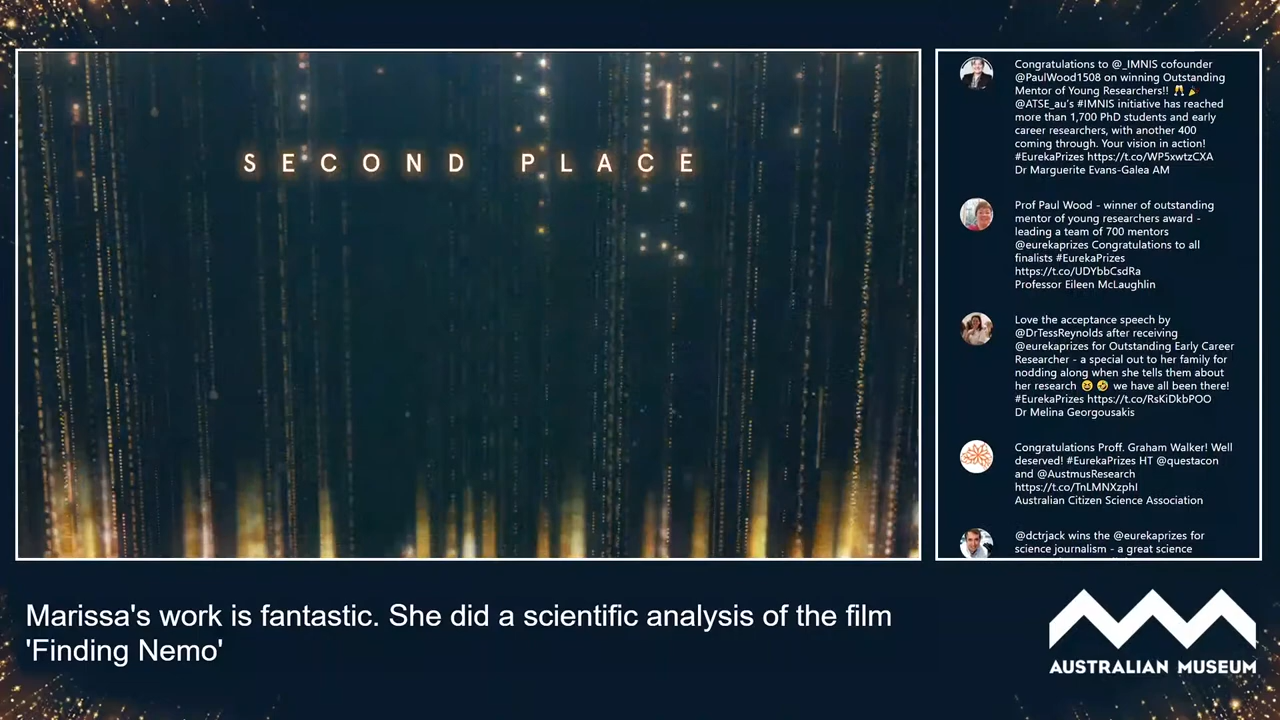 SECOND PLACE
Congratulations to @_IMNIS cofounder
@PaulWood1508 on winning Outstanding
Mentor of Young Researchers!! 🥂 🎉
@ATSE_au's #IMNIS initiative has reached
more than 1,700 PhD students and early
career researchers, with another 400
coming through. Your vision in action!
#EurekaPrizes https://t.co/WP5xwtzCXA
Dr Marguerite Evans-Galea AM
Prof Paul Wood - winner of outstanding
mentor of young researchers award -
leading a team of 700 mentors
@eurekaprizes Congratulations to all
finalists #EurekaPrizes
https://t.co/UDYbbCsdRa
Professor Eileen McLaughlin
Love the acceptance speech by
@DrTessReynolds after receiving
@eurekaprizes for Outstanding Early Career
Researcher - a special out to her family for
nodding along when she tells them about
her research 😆 🤣 we have all been there!
#EurekaPrizes https://t.co/RsKiDkbPOO
Dr Melina Georgousakis
Congratulations Proff. Graham Walker! Well
deserved! #EurekaPrizes HT @questacon
and @AustmusResearch
https://t.co/TnLMNXzphI
Australian Citizen Science Association
@dctrjack wins the @eurekaprizes for
science journalism - a great science
Marissa's work is fantastic. She did a scientific analysis of the film
'Finding Nemo'
AUSTRALIAN MUSEUM